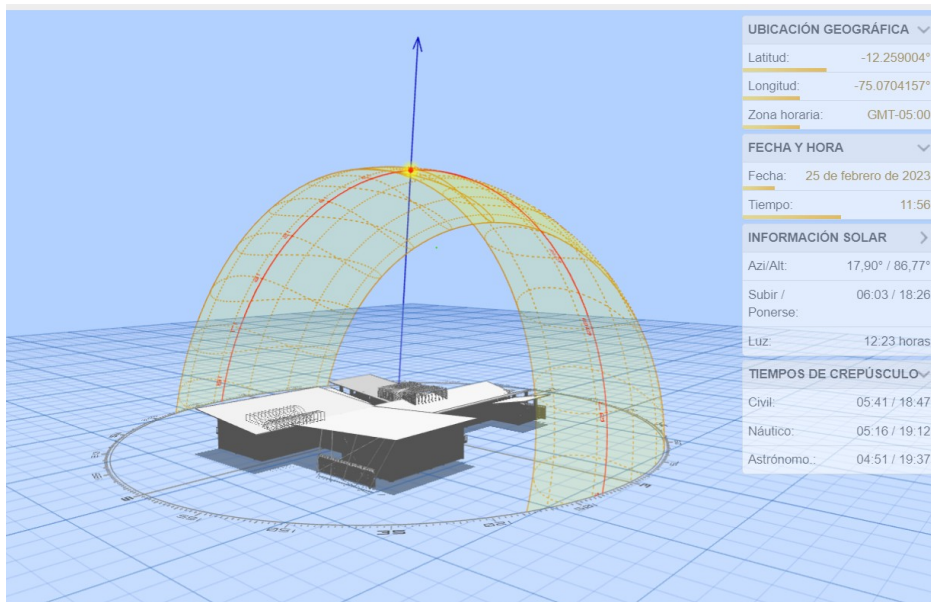 UBICACIÓN GEOGRÁFICA
Latitud: -12.259004°
Longitud: -75.0704157°
Zona horaria: GMT-05:00
FECHA Y HORA
Fecha: 25 de febrero de 2023
Tiempo: 11:56
INFORMACIÓN SOLAR
Azi/Alt: 17,90° / 86,77°
Subir / 06:03 / 18:26
Ponerse:
Luz: 12:23 horas
TIEMPOS DE CREPÚSCULO
Civil: 05:41 / 18:47
Náutico: 05:16 / 19:12
Astrónomo.: 04:51 / 19:37